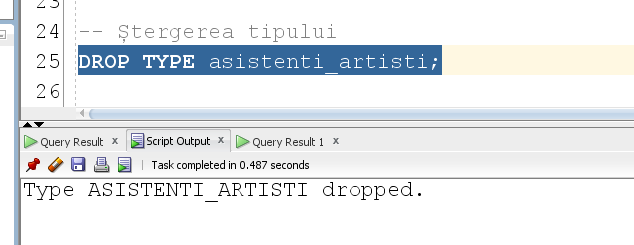 23
24 -- Ștergerea tipului
25 DROP TYPE asistenti_artisti;
26
Query Result x Script Output x Query Result 1 x
Task completed in 0.487 seconds
Type ASISTENTI_ARTISTI dropped.